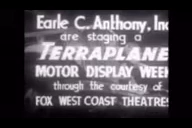 Earle C. Anthony, Inc
are staging a
TERRAPLANE
MOTOR DISPLAY WEEK
through the courtesy of
FOX WEST COAST THEATRES